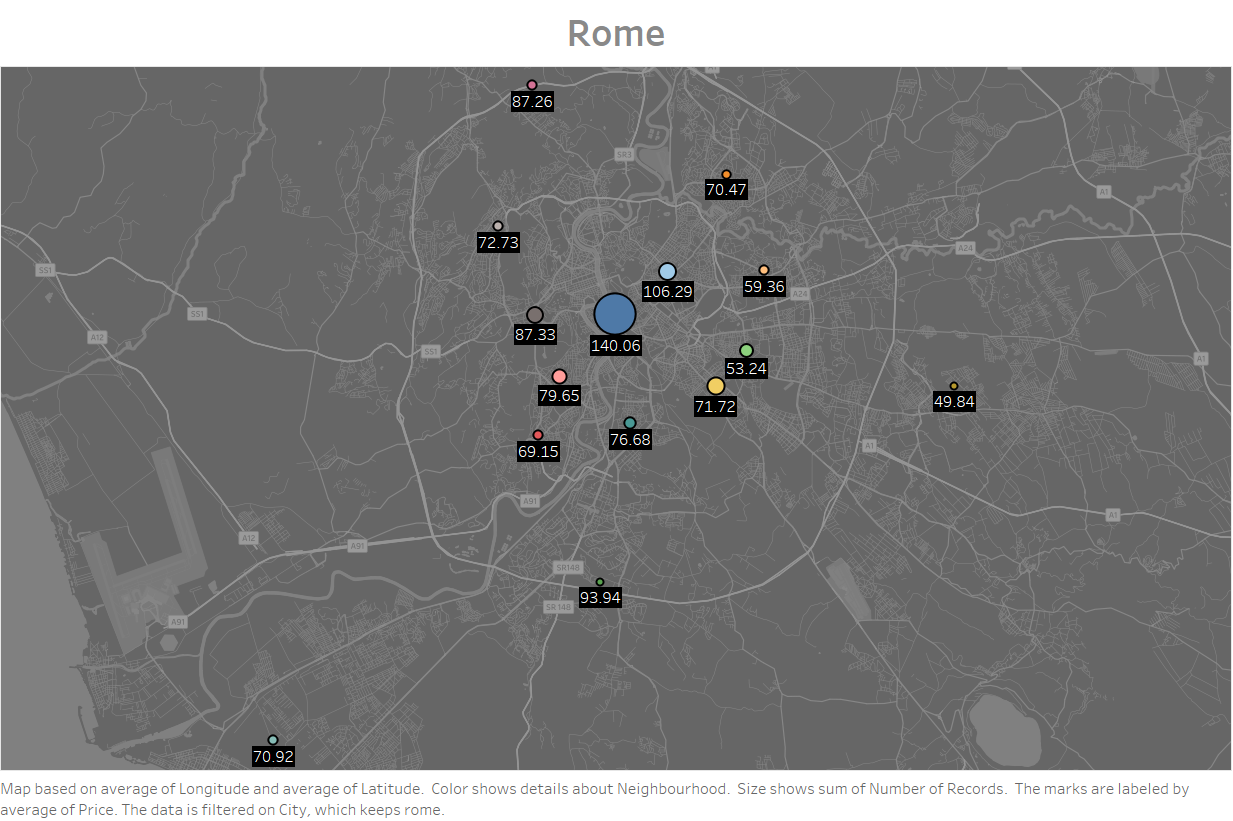 Rome
87.26
SR3
70.47
72.73
A1
A24
SS1
106.29
59.36
A24
SS1
87.33
140.06
A12
SS1
53.24
A1
79.65
71.72
49.84
76.68
69.15
A1
A91
A1
A12
A91
SR148
93.94
SR 148
A91
70.92
Map based on average of Longitude and average of Latitude.  Color shows details about Neighbourhood.  Size shows sum of Number of Records.  The marks are labeled by
average of Price. The data is filtered on City, which keeps rome.